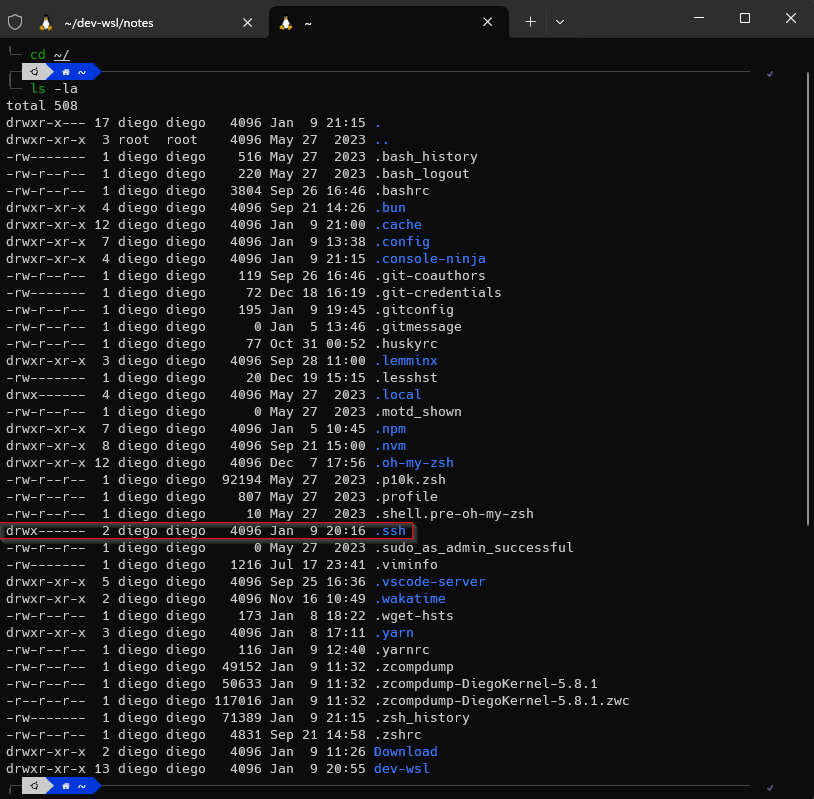 ~/dev-wsl/notes
~
cd ~/
~
ls -la
total 508
drwxr-x--- 17 diego diego   4096 Jan  9 21:15 .
drwxr-xr-x  3 root  root    4096 May 27  2023 ..
-rw-------  1 diego diego    516 May 27  2023 .bash_history
-rw-r--r--  1 diego diego    220 May 27  2023 .bash_logout
-rw-r--r--  1 diego diego   3804 Sep 26 16:46 .bashrc
drwxr-xr-x  4 diego diego   4096 Sep 21 14:26 .bun
drwxr-xr-x 12 diego diego   4096 Jan  9 21:00 .cache
drwxr-xr-x  7 diego diego   4096 Jan  9 13:38 .config
drwxr-xr-x  4 diego diego   4096 Jan  9 21:15 .console-ninja
-rw-r--r--  1 diego diego    119 Sep 26 16:46 .git-coauthors
-rw-------  1 diego diego     72 Dec 18 16:19 .git-credentials
-rw-r--r--  1 diego diego    195 Jan  9 19:45 .gitconfig
-rw-r--r--  1 diego diego      0 Jan  5 13:46 .gitmessage
-rw-r--r--  1 diego diego     77 Oct 31 00:52 .huskyrc
drwxr-xr-x  3 diego diego   4096 Sep 28 11:00 .lemminx
-rw-------  1 diego diego     20 Dec 19 15:15 .lesshst
drwx------  4 diego diego   4096 May 27  2023 .local
-rw-r--r--  1 diego diego      0 May 27  2023 .motd_shown
drwxr-xr-x  7 diego diego   4096 Jan  5 10:45 .npm
drwxr-xr-x  8 diego diego   4096 Sep 21 15:00 .nvm
drwxr-xr-x 12 diego diego   4096 Dec  7 17:56 .oh-my-zsh
-rw-r--r--  1 diego diego  92194 May 27  2023 .p10k.zsh
-rw-r--r--  1 diego diego    807 May 27  2023 .profile
-rw-r--r--  1 diego diego     10 May 27  2023 .shell.pre-oh-my-zsh
drwx------  2 diego diego   4096 Jan  9 20:16 .ssh
-rw-r--r--  1 diego diego      0 May 27  2023 .sudo_as_admin_successful
-rw-------  1 diego diego   1216 Jul 17 23:41 .viminfo
drwxr-xr-x  5 diego diego   4096 Sep 25 16:36 .vscode-server
drwxr-xr-x  2 diego diego   4096 Nov 16 10:49 .wakatime
-rw-r--r--  1 diego diego    173 Jan  8 18:22 .wget-hsts
drwxr-xr-x  3 diego diego   4096 Jan  8 17:11 .yarn
-rw-r--r--  1 diego diego    116 Jan  9 12:40 .yarnrc
-rw-r--r--  1 diego diego  49152 Jan  9 11:32 .zcompdump
-rw-r--r--  1 diego diego  50633 Jan  9 11:32 .zcompdump-DiegoKernel-5.8.1
-r--r--r--  1 diego diego 117016 Jan  9 11:32 .zcompdump-DiegoKernel-5.8.1.zwc
-rw-------  1 diego diego  71389 Jan  9 21:15 .zsh_history
-rw-r--r--  1 diego diego   4831 Sep 21 14:58 .zshrc
drwxr-xr-x  2 diego diego   4096 Jan  9 11:26 Download
drwxr-xr-x 13 diego diego   4096 Jan  9 20:55 dev-wsl
~